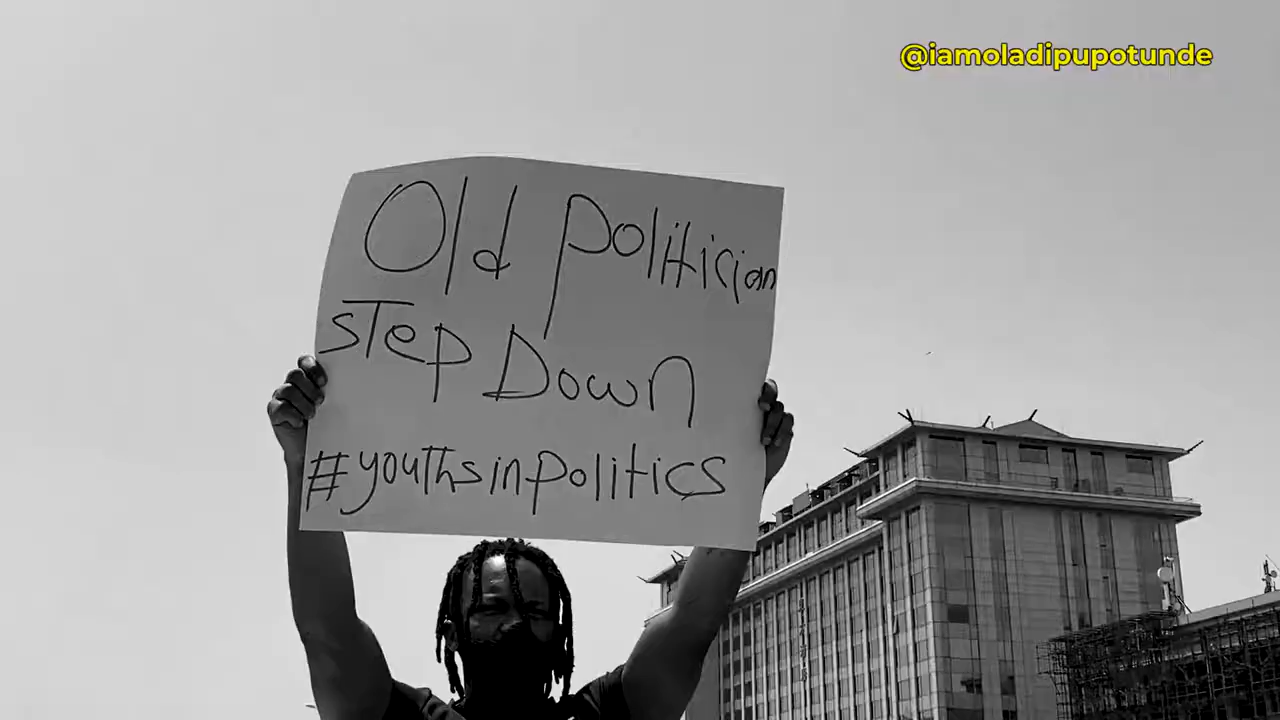 @iamoladipupotunde
Old politician
step Down
#youthsinpolitics